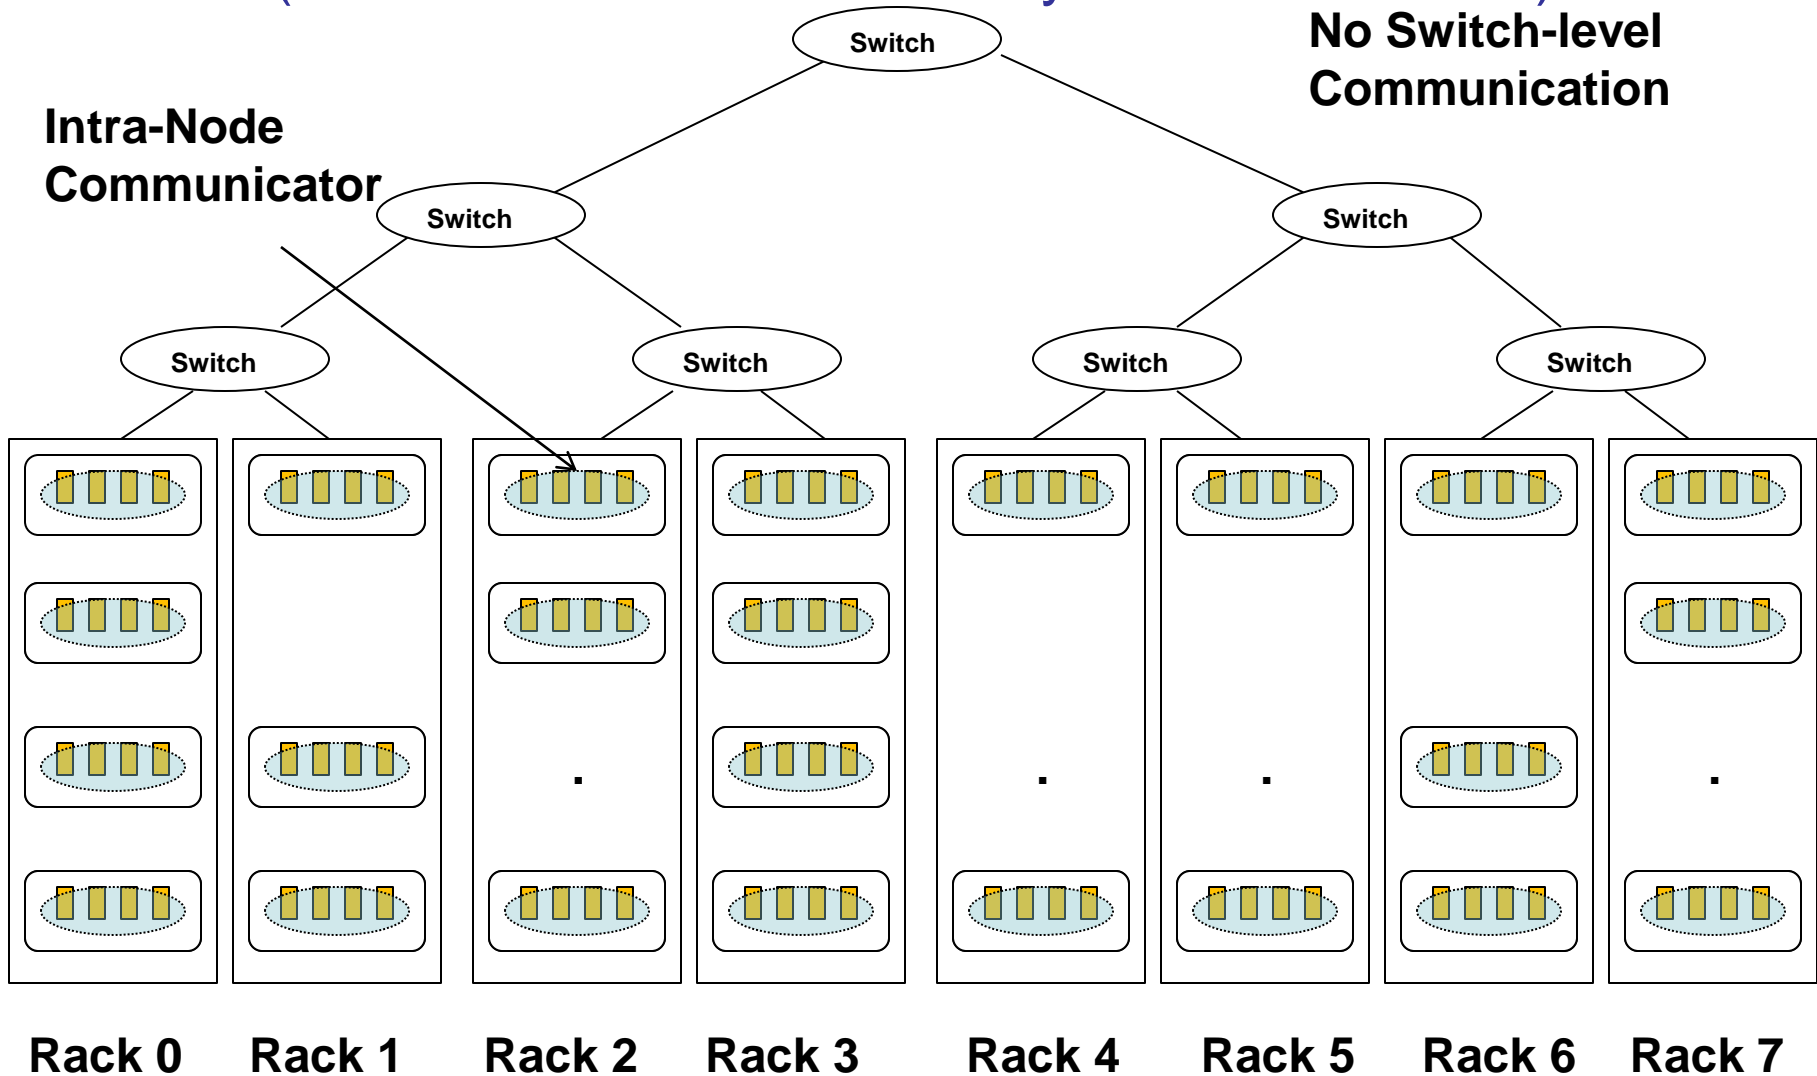 No Switch-level
Communication
Switch
Intra-Node
Communicator
Switch
Switch
Switch
Switch
Switch
Switch
.
.
.
.
Rack 0
Rack 1
Rack 2
Rack 3
Rack 4
Rack 5
Rack 6
Rack 7